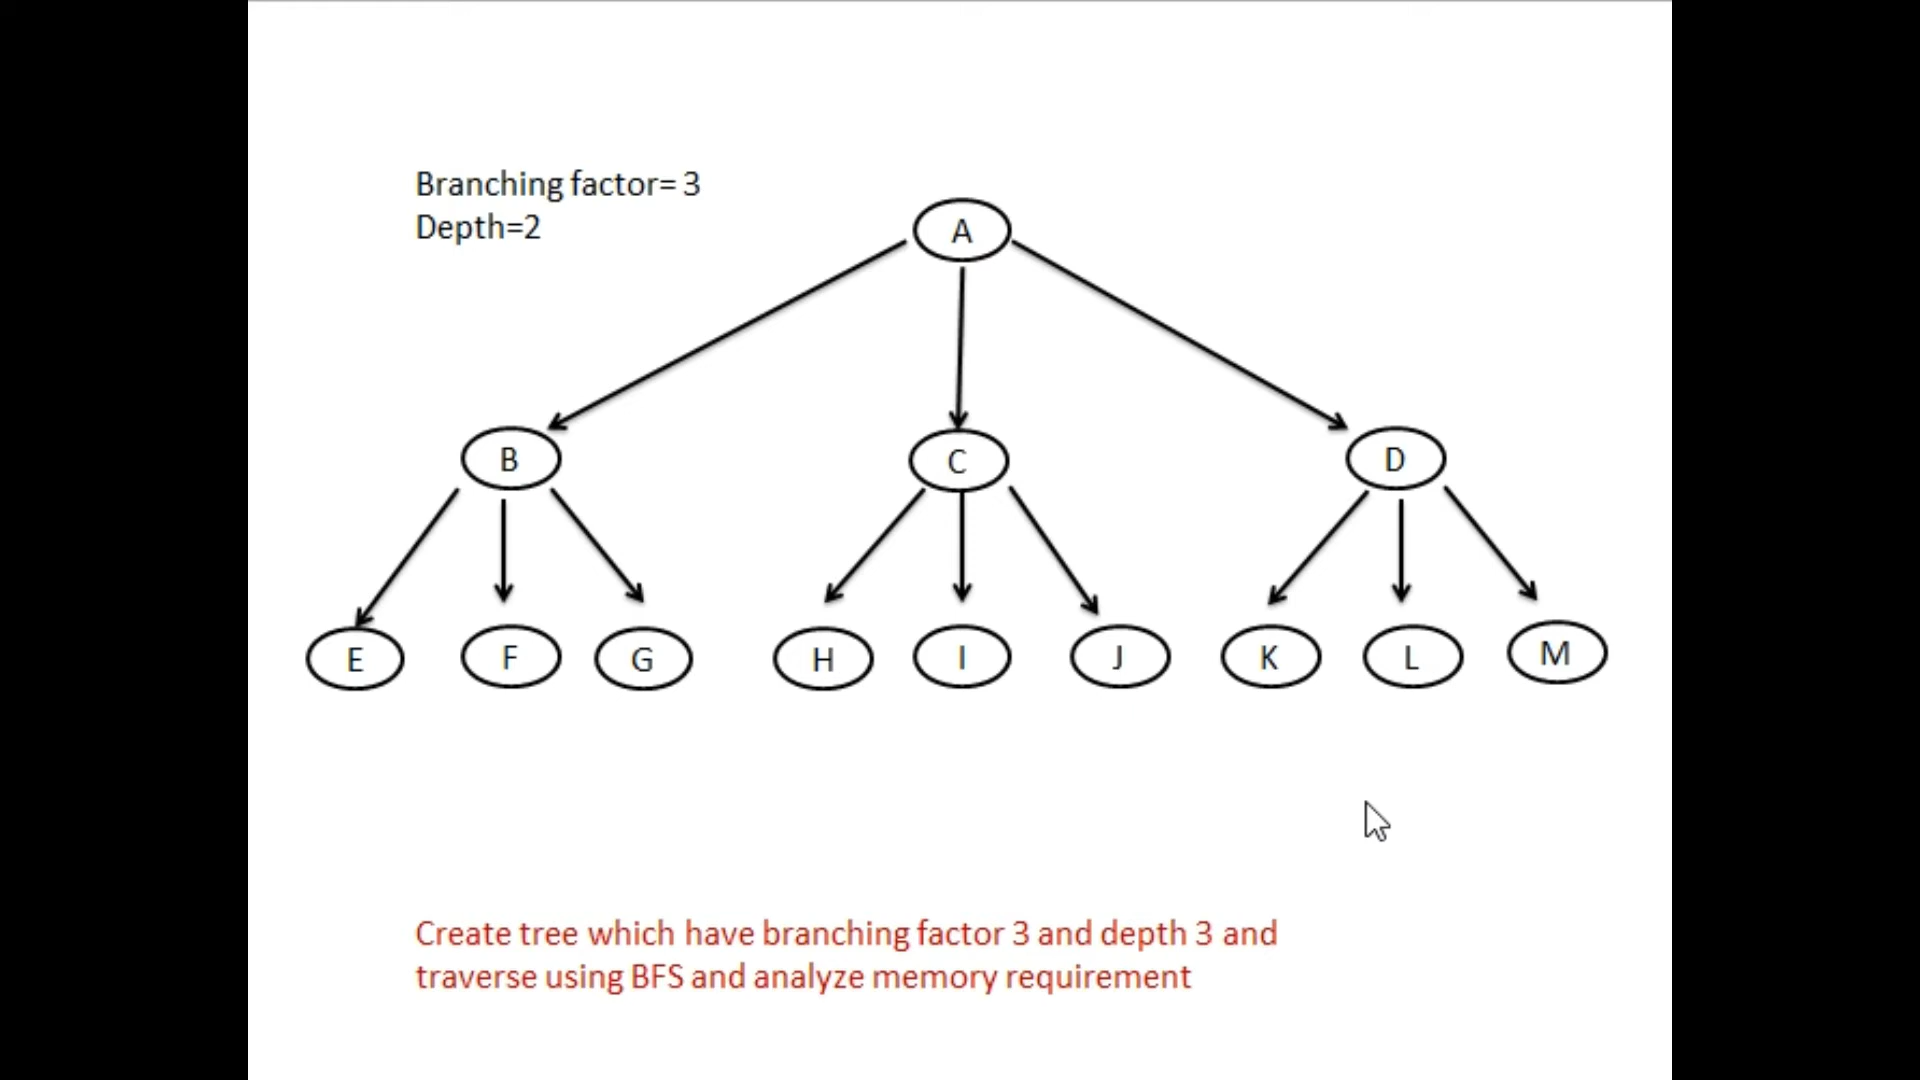 Branching factor= 3
Depth=2
A
B
C
D
E
F
G
H
I
J
K
L
M
Create tree which have branching factor 3 and depth 3 and
traverse using BFS and analyze memory requirement